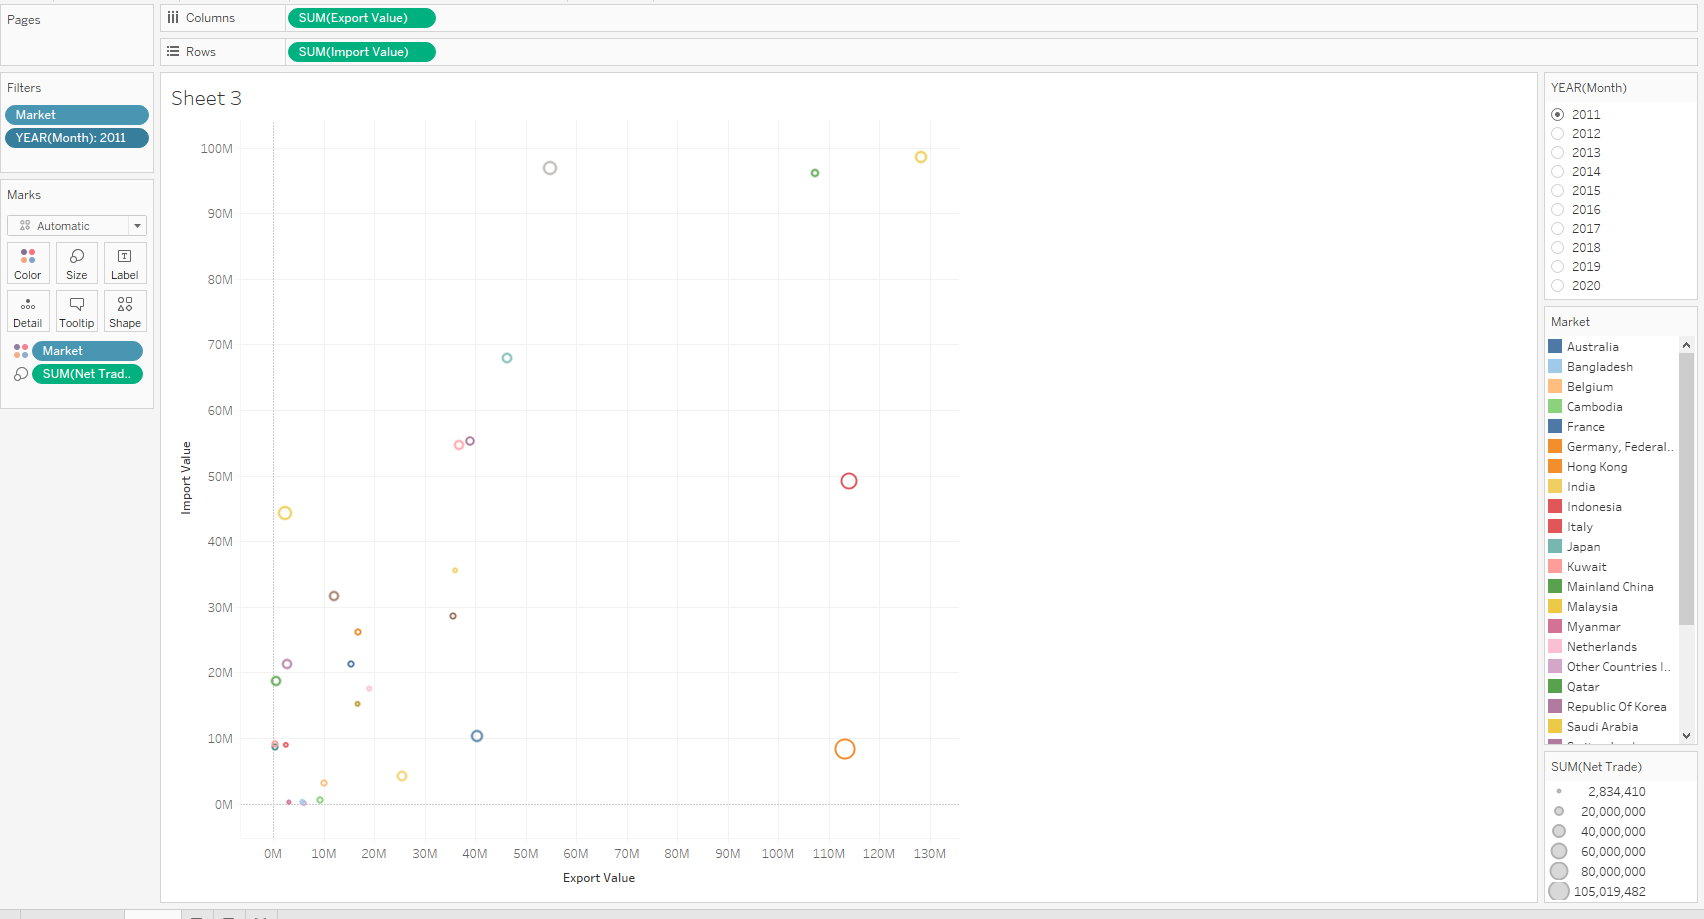 Pages
Columns
SUM(Export Value)
Rows
SUM(Import Value)
Filters
Market
YEAR(Month): 2011
Marks
Automatic
Color
Size
Label
Detail
Tooltip
Shape
Market
SUM(Net Trad..
Sheet 3
100M
90M
80M
70M
60M
50M
40M
30M
20M
10M
0M
Import Value
0M 10M 20M 30M 40M 50M 60M 70M 80M 90M 100M 110M 120M 130M
Export Value
YEAR(Month)
2011
2012
2013
2014
2015
2016
2017
2018
2019
2020
Market
Australia
Bangladesh
Belgium
Cambodia
France
Germany, Federal..
Hong Kong
India
Indonesia
Italy
Japan
Kuwait
Mainland China
Malaysia
Myanmar
Netherlands
Other Countries I..
Qatar
Republic Of Korea
Saudi Arabia
SUM(Net Trade)
2,834,410
20,000,000
40,000,000
60,000,000
80,000,000
105,019,482